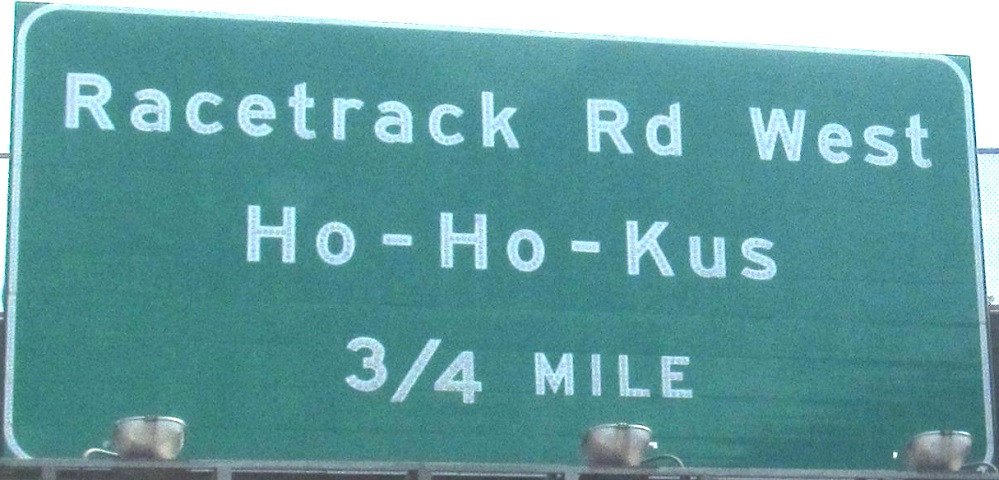 Racetrack Rd West
Ho-Ho-Kus
3/4 MILE